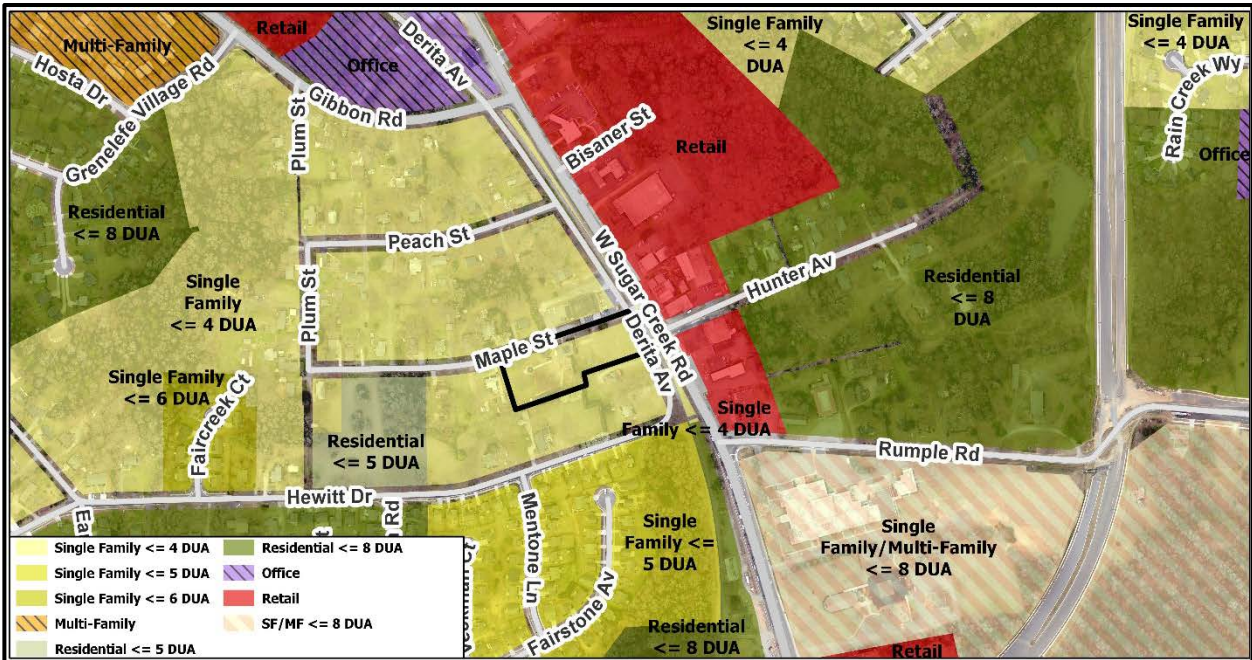 Retail
Multi-Family
Hosta Dr
Grenelefe Village Rd
Gibbon Rd
Office
Derita Av
Plum St
Single Family
<= 4
DUA
Single Family
<= 4 DUA
Rain Creek Wy
Office
Bisaner St
Retail
Residential
<= 8 DUA
Peach St
Plum St
Single
Family
<= 4 DUA
W Sugar Creek Rd
Derita Av
Hunter Av
Residential
<= 8
DUA
Maple St
Single Family
<= 6 DUA
Faircreek Ct
Residential
<= 5 DUA
Single
Family <= 4 DUA
Rumple Rd
Hewitt Dr
Mentone Ln
Fairstone Av
Single
Family <=
5 DUA
Single
Family/Multi-Family
<= 8 DUA
Residential
<= 8 DUA
Retail
Ea
Rd
Single Family <= 4 DUA
Single Family <= 5 DUA
Single Family <= 6 DUA
Multi-Family
Residential <= 5 DUA
Residential <= 8 DUA
Office
Retail
SF/MF <= 8 DUA